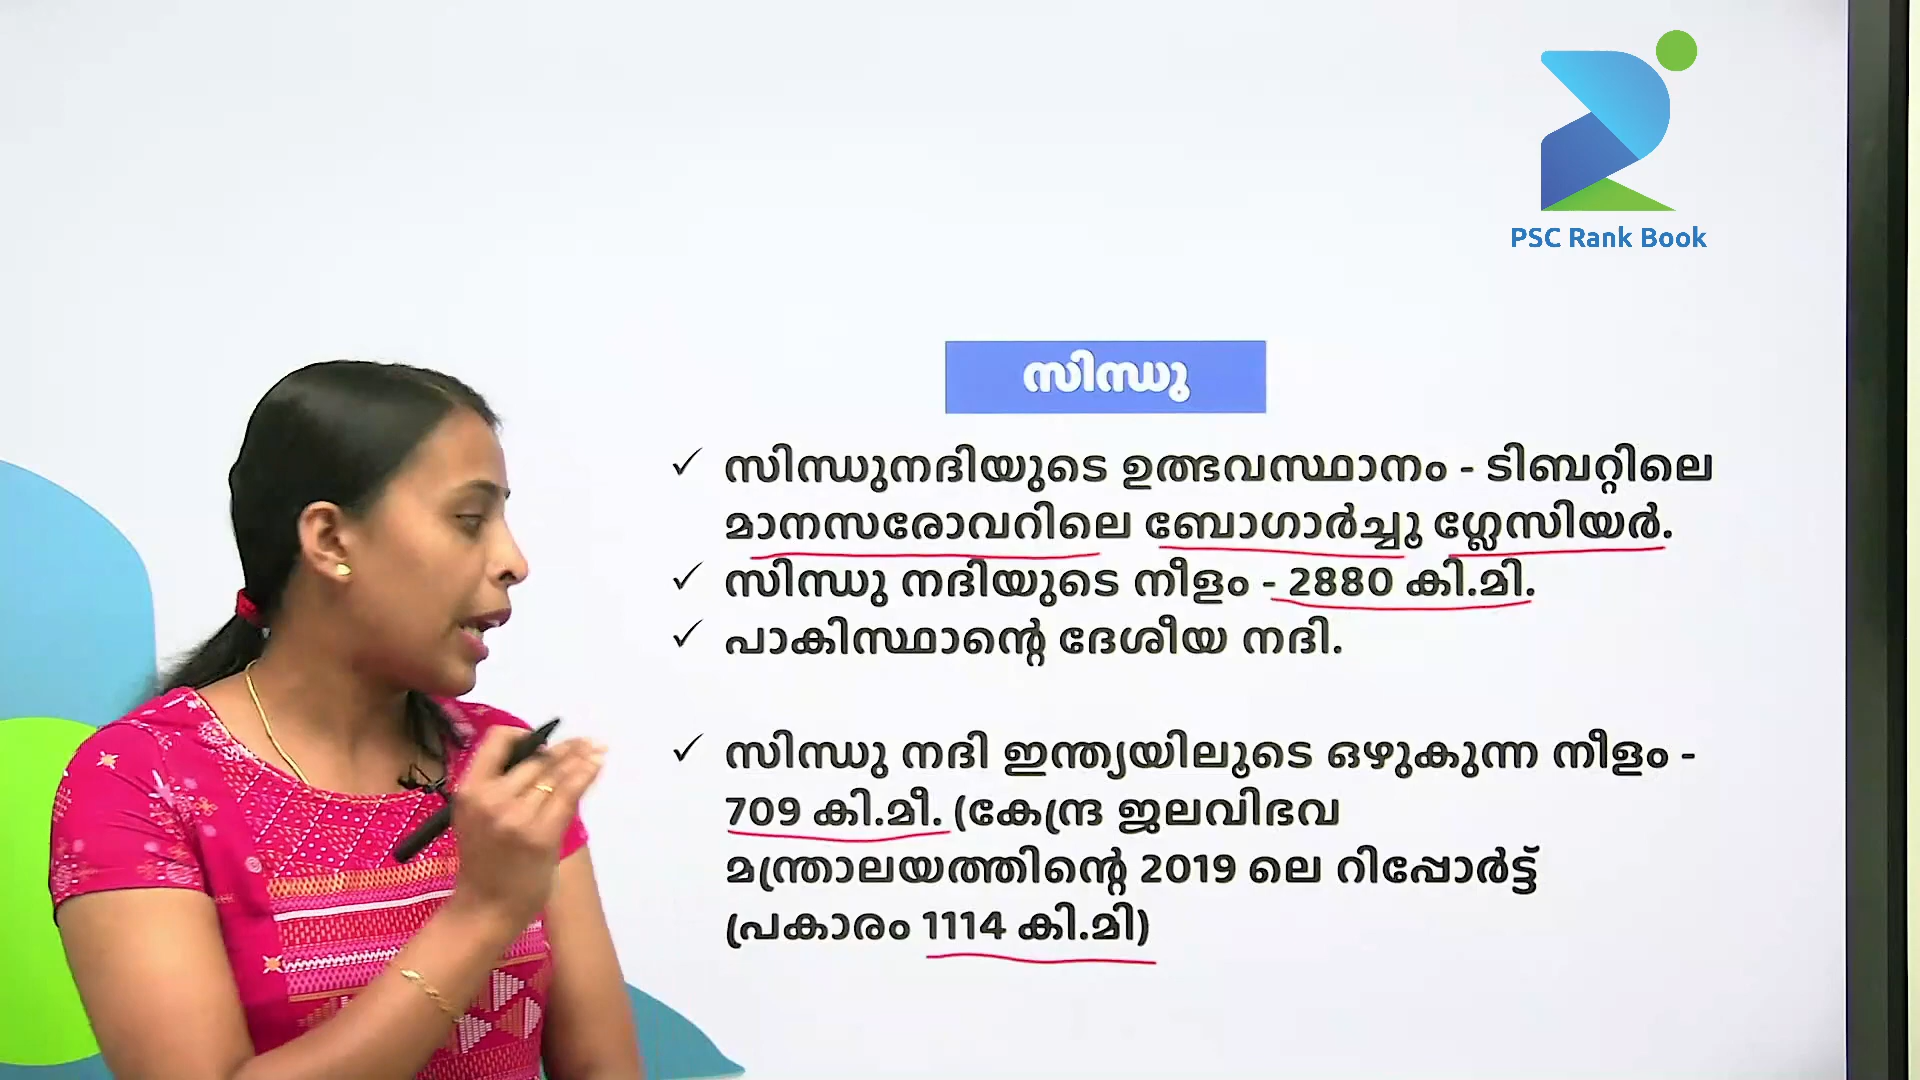 PSC Rank Book
സിന്ധു
✓ സിന്ധുനദിയുടെ ഉത്ഭവസ്ഥാനം - ടിബറ്റിലെ
മാനസരോവറിലെ ബോഗാർച്ചൂ ഗ്ലേസിയർ.
✓ സിന്ധു നദിയുടെ നീളം - 2880 കി.മി.
✓ പാകിസ്ഥാന്റെ ദേശീയ നദി.
✓ സിന്ധു നദി ഇന്ത്യയിലൂടെ ഒഴുകുന്ന നീളം -
709 കി.മീ. (കേന്ദ്ര ജലവിഭവ
മന്ത്രാലയത്തിന്റെ 2019 ലെ റിപ്പോർട്ട്
പ്രകാരം 1114 കി.മി)